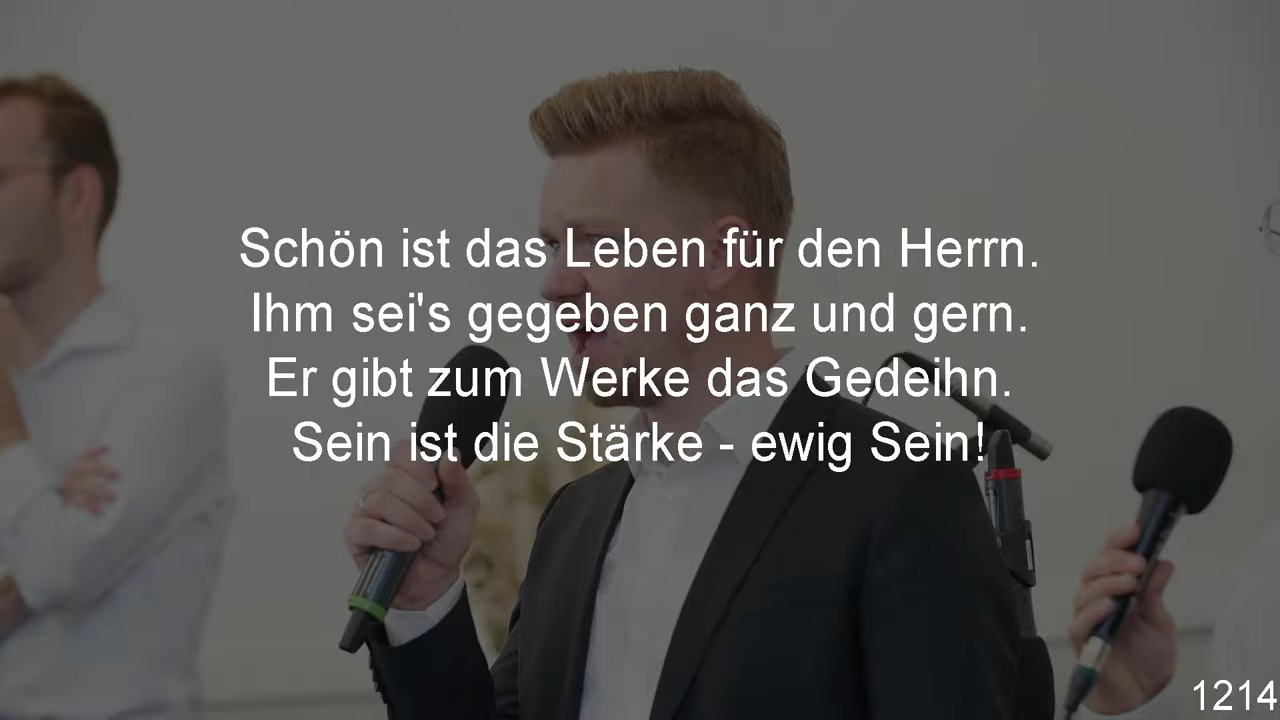 Schön ist das Leben für den Herrn.
Ihm sei's gegeben ganz und gern.
Er gibt zum Werke das Gedeihn.
Sein ist die Stärke - ewig Sein!
1214